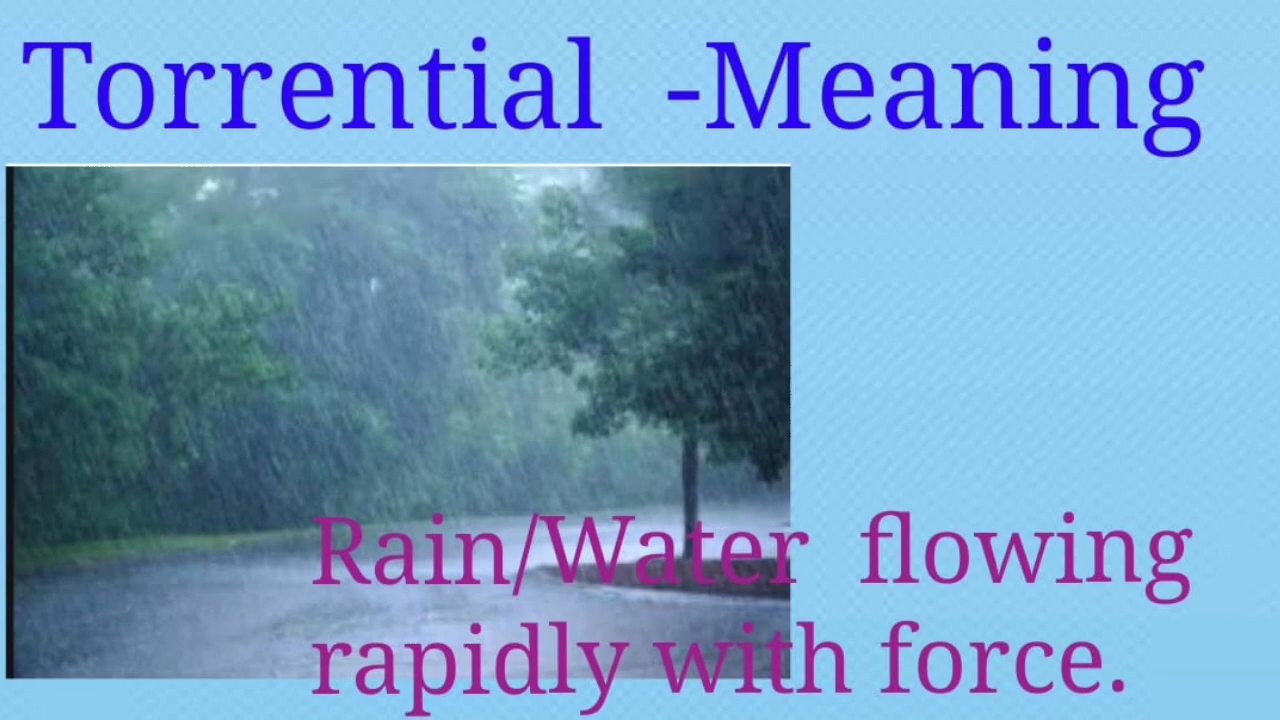 Torrential -Meaning
Rain/Water flowing
rapidly with force.